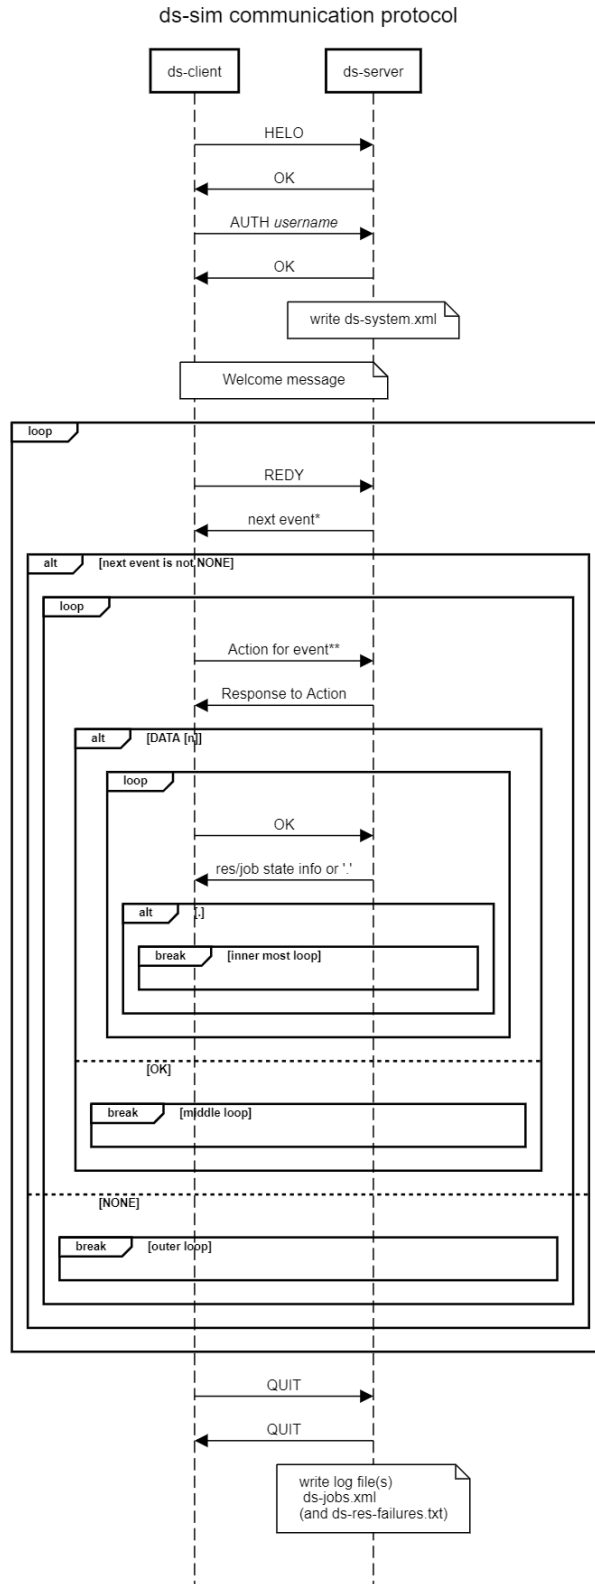 ds-sim communication protocol
ds-client
ds-server
HELO
OK
AUTH username
OK
write ds-system.xml
Welcome message
loop
REDY
next event*
alt [next event is not NONE]
loop
Action for event**
Response to Action
alt [DATA [n]]
loop
OK
res/job state info or '.'
alt [.]
break [inner most loop]
[OK]
break [middle loop]
[NONE]
break [outer loop]
QUIT
QUIT
write log file(s)
ds-jobs.xml
(and ds-res-failures.txt)